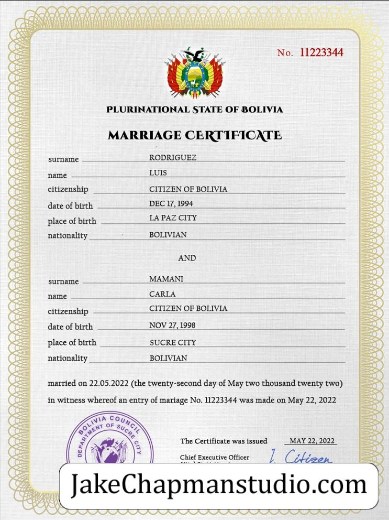 No. 11223344
PLURINATIONAL STATE OF BOLIVIA
MARRIAGE CERTIFICATE
surname RODRIGUEZ
name LUIS
citizenship CITIZEN OF BOLIVIA
date of birth DEC 17, 1994
place of birth LA PAZ CITY
nationality BOLIVIAN
AND
surname MAMANI
name CARLA
citizenship CITIZEN OF BOLIVIA
date of birth NOV 27, 1998
place of birth SUCRE CITY
nationality BOLIVIAN
married on 22.05.2022 (the twenty-second day of May two thousand twenty two)
in witness whereof an entry of mariage No. 11223344 was made on May 22, 2022
BOLIVIA COUNCIL
DEPARTMENT OF SUCRE CITY
The Certificate was issued MAY 22, 2022
Chief Executive Officer I. Citizen
JakeChapmanstudio.com